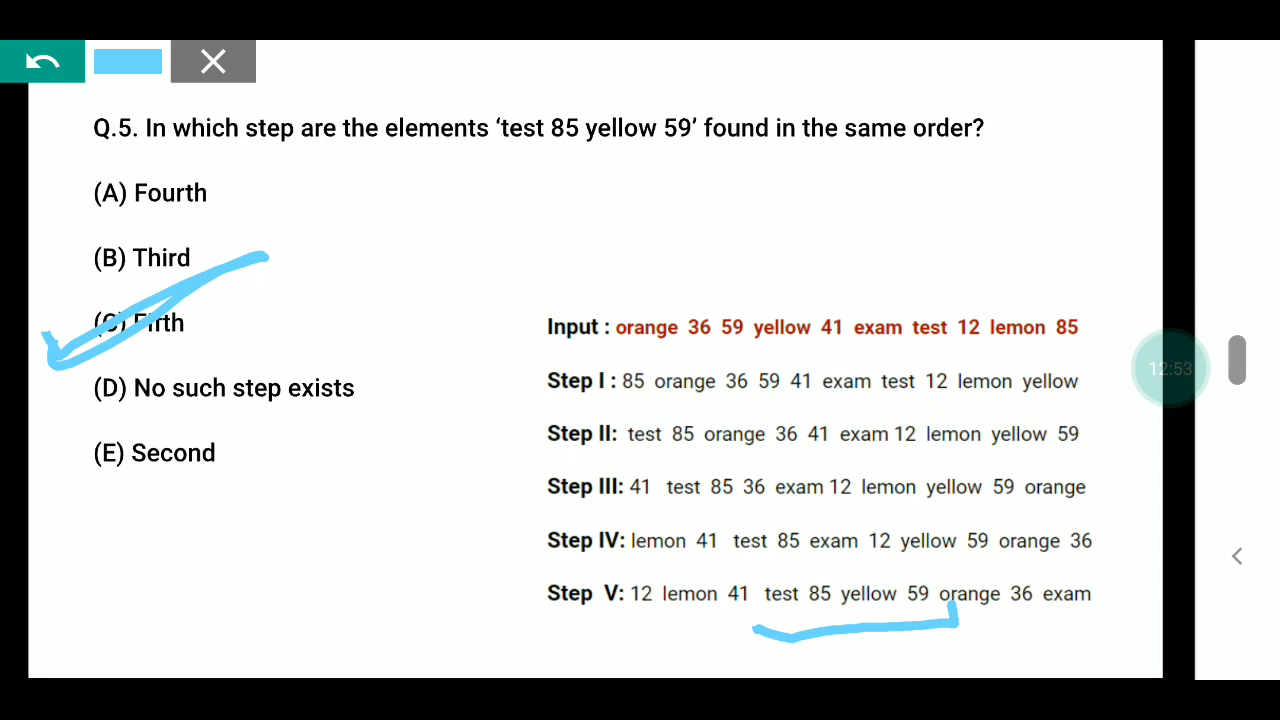 Q.5. In which step are the elements ‘test 85 yellow 59’ found in the same order?
(A) Fourth
(B) Third
(C) Fifth
(D) No such step exists
(E) Second
Input : orange 36 59 yellow 41 exam test 12 lemon 85
Step I : 85 orange 36 59 41 exam test 12 lemon yellow
Step II: test 85 orange 36 41 exam 12 lemon yellow 59
Step III: 41 test 85 36 exam 12 lemon yellow 59 orange
Step IV: lemon 41 test 85 exam 12 yellow 59 orange 36
Step V: 12 lemon 41 test 85 yellow 59 orange 36 exam
12:53